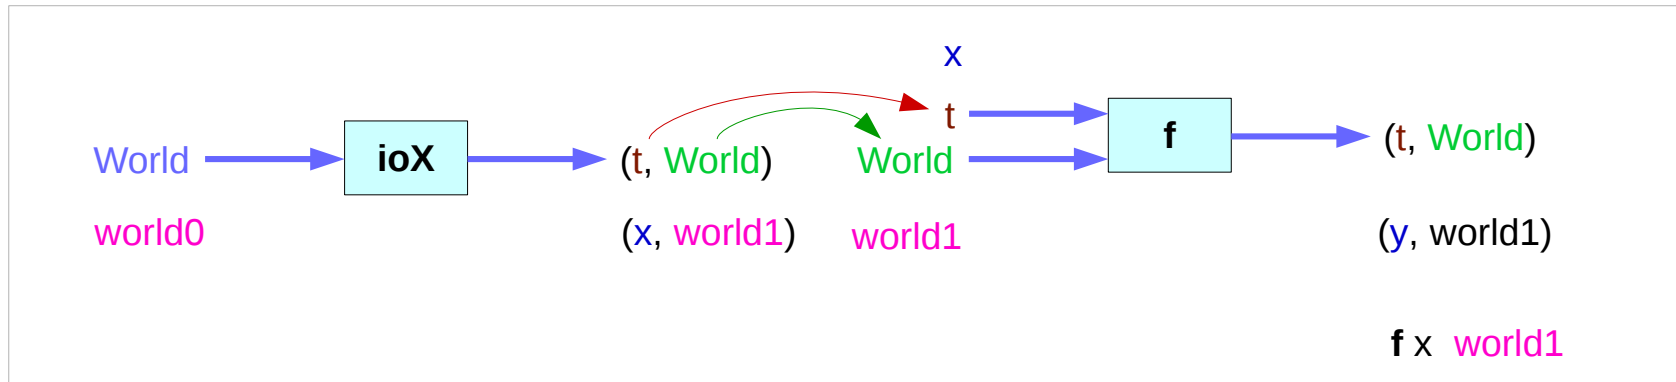 x
t
World
ioX
(t, World)
World
f
(t, World)
world0
(x, world1)
world1
(y, world1)
f x world1